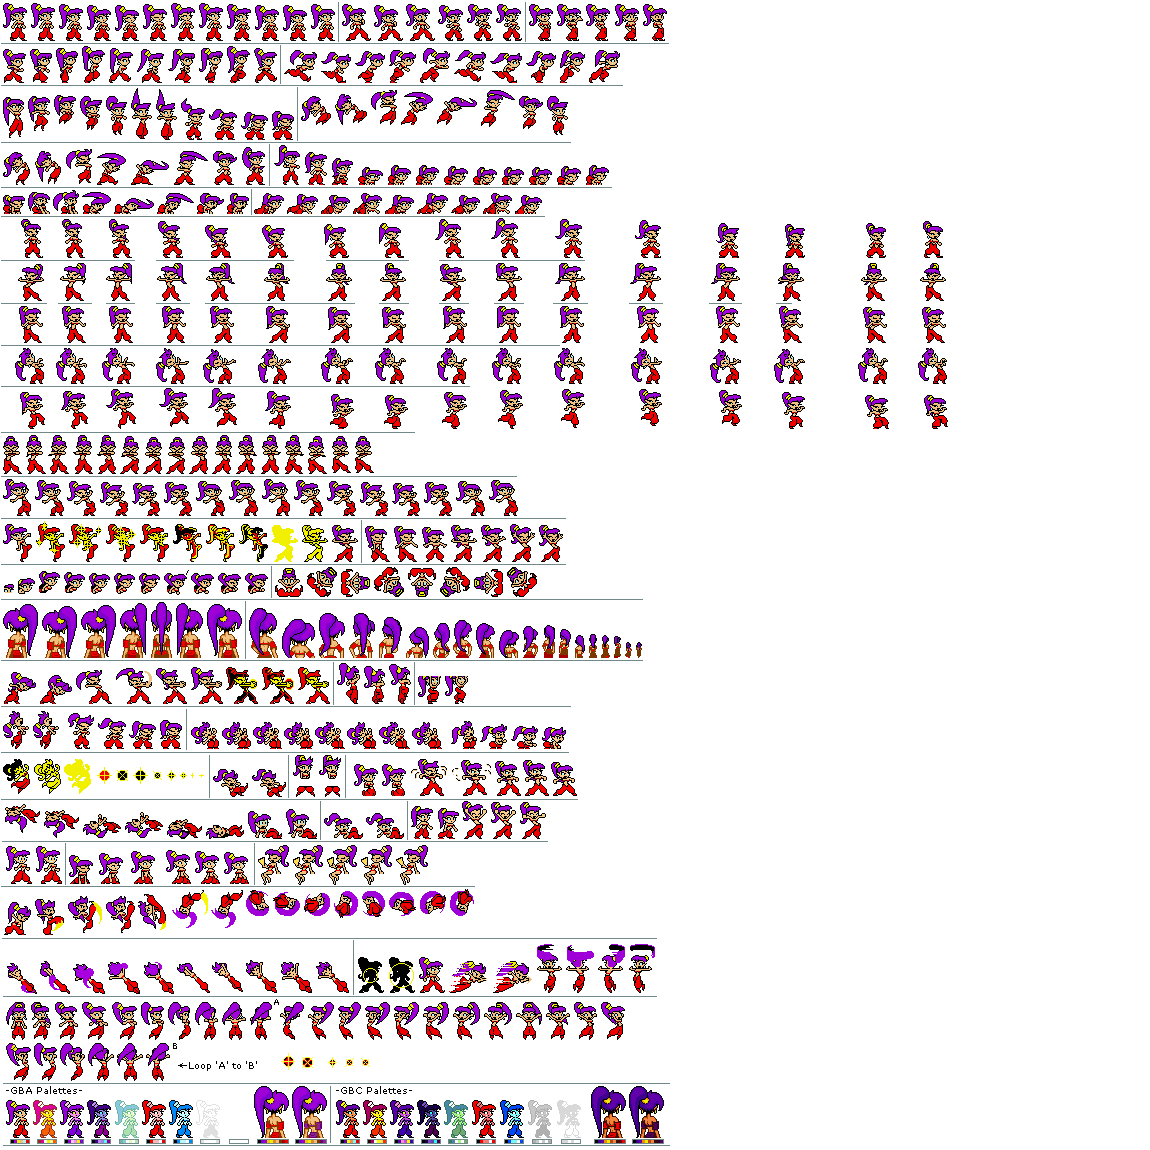 A
B
←Loop 'A' to 'B'
-GBA Palettes-
-GBC Palettes-